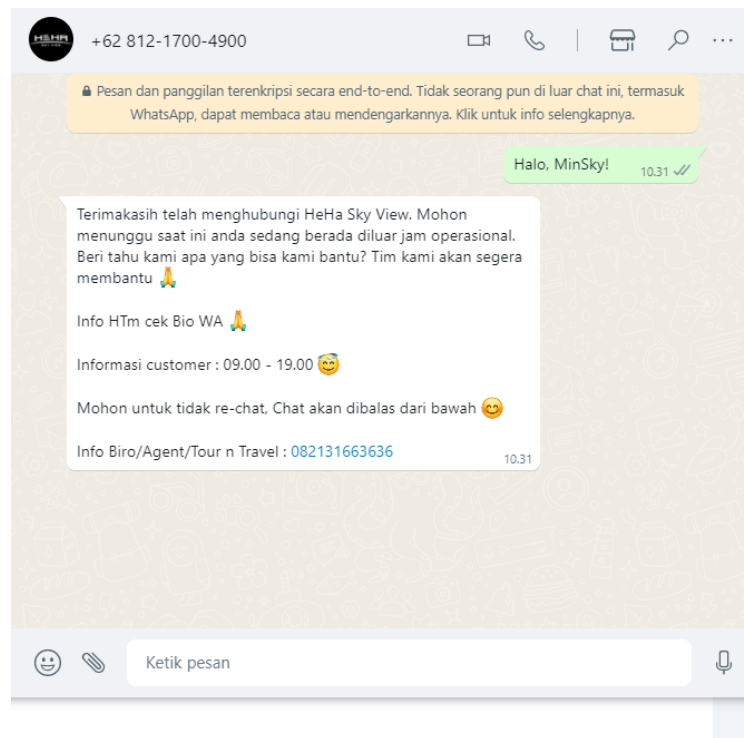 HEHA
SKY VIEW
+62 812-1700-4900
Pesan dan panggilan terenkripsi secara end-to-end. Tidak seorang pun di luar chat ini, termasuk
WhatsApp, dapat membaca atau mendengarkannya. Klik untuk info selengkapnya.
Halo, MinSky!
10.31
Terimakasih telah menghubungi HeHa Sky View. Mohon
menunggu saat ini anda sedang berada diluar jam operasional.
Beri tahu kami apa yang bisa kami bantu? Tim kami akan segera
membantu 🙏
Info HTm cek Bio WA 🙏
Informasi customer : 09.00 - 19.00 😇
Mohon untuk tidak re-chat, Chat akan dibalas dari bawah 😊
Info Biro/Agent/Tour n Travel : 082131663636
10.31
Ketik pesan